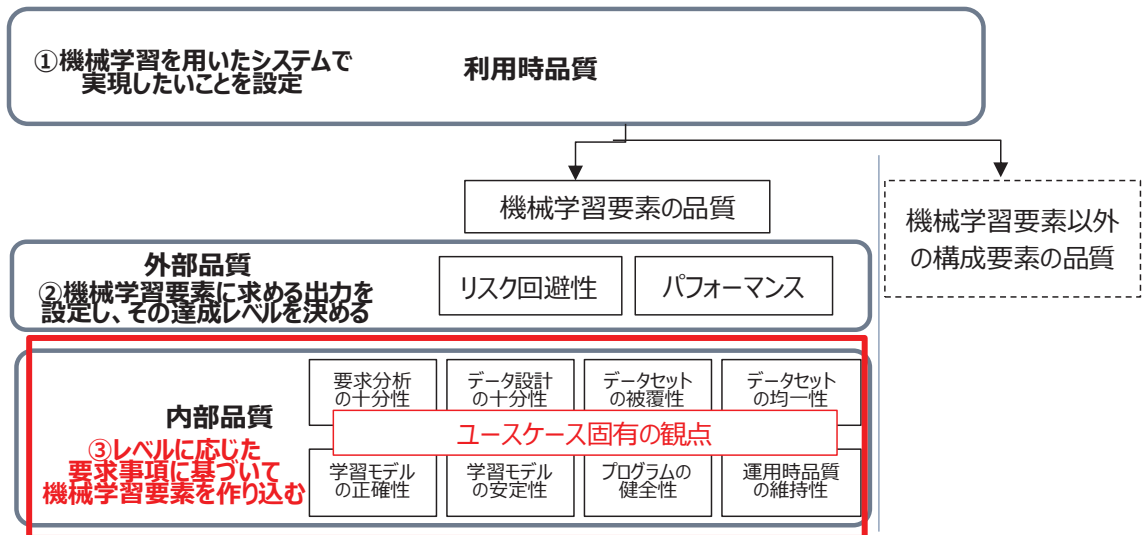 ①機械学習を用いたシステムで
実現したいことを設定
利用時品質
機械学習要素の品質
機械学習要素以外
の構成要素の品質
外部品質
②機械学習要素に求める出力を
設定し、その達成レベルを決める
リスク回避性
パフォーマンス
内部品質
③レベルに応じた
要求事項に基づいて
機械学習要素を作り込む
要求分析
の十分性
データ設計
の十分性
データセット
の被覆性
データセット
の均一性
ユースケース固有の観点
学習モデル
の正確性
学習モデル
の安定性
プログラムの
健全性
運用時品質
の維持性